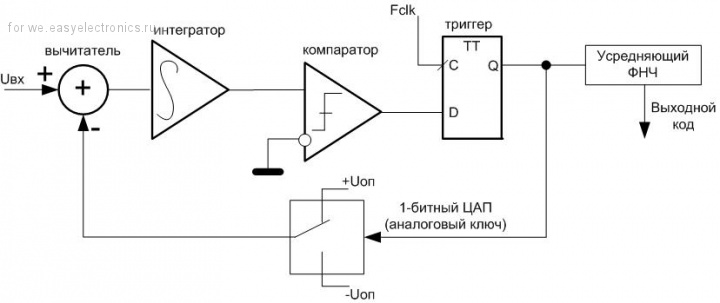 for we.easyelectronics.ru
интегратор
Fclk
триггер
вычитатель
компаратор
TT
Усредняющий
ФНЧ
Uвх
+
+
C
Q
-
D
Выходной
код
+Uоп
1-битный ЦАП
(аналоговый ключ)
-Uоп